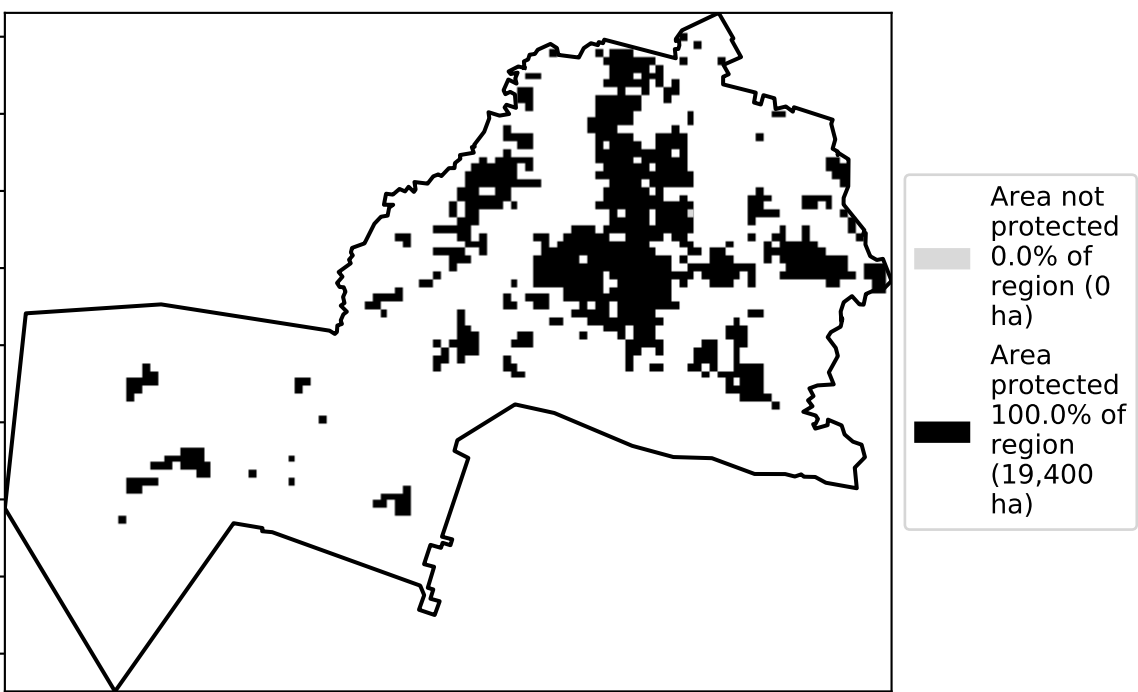 Area not
protected
0.0% of
region (0
ha)
Area
protected
100.0% of
region
(19,400
ha)